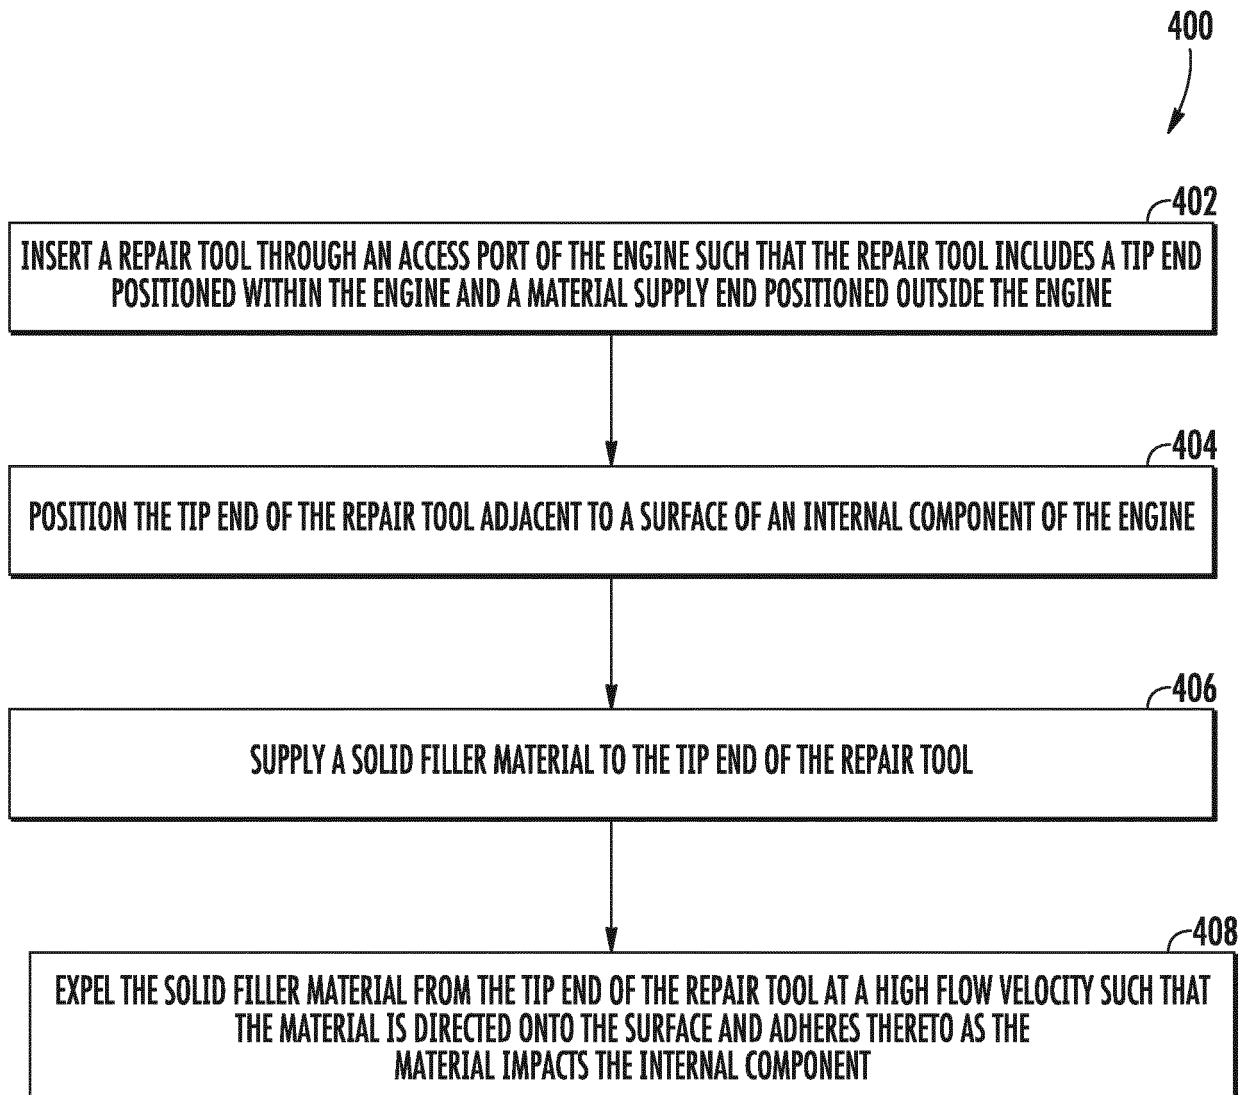 400
402
INSERT A REPAIR TOOL THROUGH AN ACCESS PORT OF THE ENGINE SUCH THAT THE REPAIR TOOL INCLUDES A TIP END
POSITIONED WITHIN THE ENGINE AND A MATERIAL SUPPLY END POSITIONED OUTSIDE THE ENGINE
404
POSITION THE TIP END OF THE REPAIR TOOL ADJACENT TO A SURFACE OF AN INTERNAL COMPONENT OF THE ENGINE
406
SUPPLY A SOLID FILLER MATERIAL TO THE TIP END OF THE REPAIR TOOL
408
EXPEL THE SOLID FILLER MATERIAL FROM THE TIP END OF THE REPAIR TOOL AT A HIGH FLOW VELOCITY SUCH THAT
THE MATERIAL IS DIRECTED ONTO THE SURFACE AND ADHERES THERETO AS THE
MATERIAL IMPACTS THE INTERNAL COMPONENT